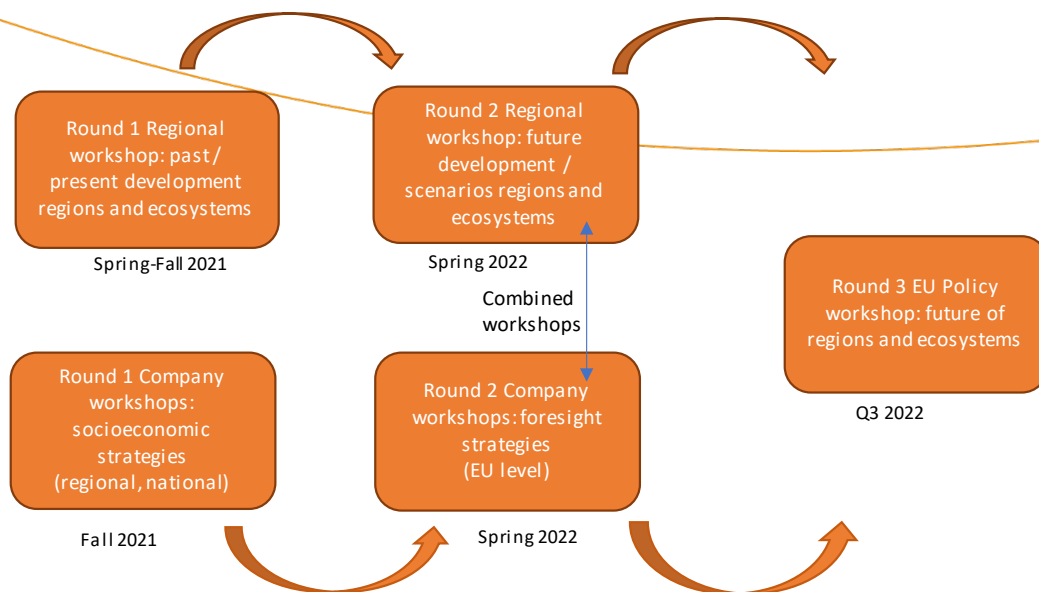 Round 1 Regional
workshop: past /
present development
regions and ecosystems
Spring-Fall 2021
Round 2 Regional
workshop: future
development /
scenarios regions and
ecosystems
Spring 2022
Combined
workshops
Round 1 Company
workshops:
socioeconomic
strategies
(regional, national)
Fall 2021
Round 2 Company
workshops: foresight
strategies
(EU level)
Spring 2022
Round 3 EU Policy
workshop: future of
regions and ecosystems
Q3 2022